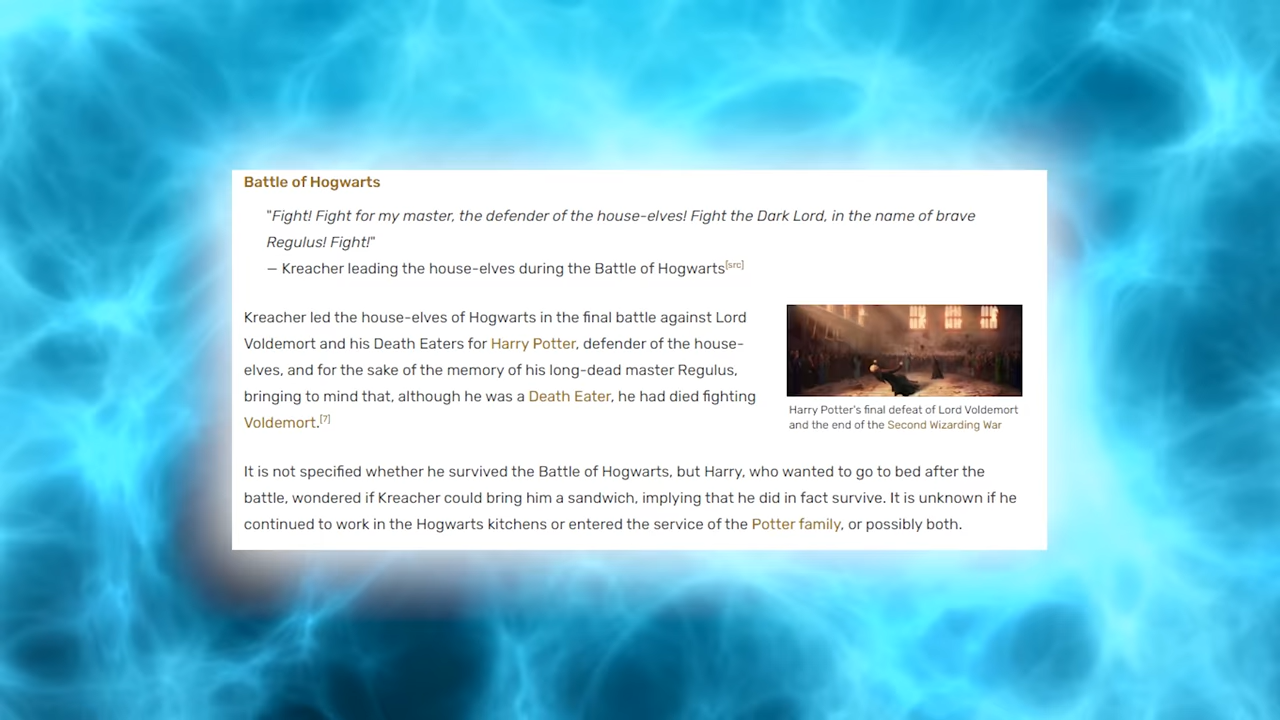 Battle of Hogwarts
"Fight! Fight for my master, the defender of the house-elves! Fight the Dark Lord, in the name of brave
Regulus! Fight!"
— Kreacher leading the house-elves during the Battle of Hogwarts[src]
Kreacher led the house-elves of Hogwarts in the final battle against Lord
Voldemort and his Death Eaters for Harry Potter, defender of the house-
elves, and for the sake of the memory of his long-dead master Regulus,
bringing to mind that, although he was a Death Eater, he had died fighting
Voldemort.[7]
Harry Potter's final defeat of Lord Voldemort
and the end of the Second Wizarding War
It is not specified whether he survived the Battle of Hogwarts, but Harry, who wanted to go to bed after the
battle, wondered if Kreacher could bring him a sandwich, implying that he did in fact survive. It is unknown if he
continued to work in the Hogwarts kitchens or entered the service of the Potter family, or possibly both.